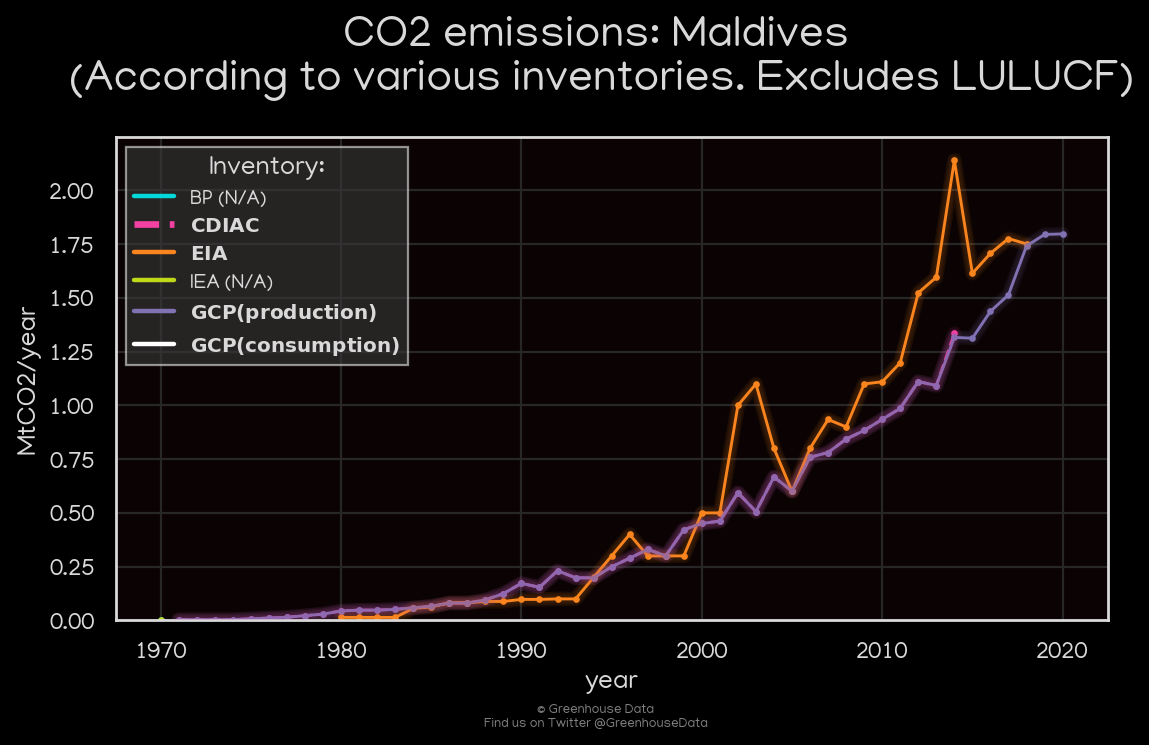 CO2 emissions: Maldives
(According to various inventories. Excludes LULUCF)
Inventory:
BP (N/A)
CDIAC
EIA
IEA (N/A)
GCP(production)
GCP(consumption)
MtCO2/year
2.00
1.75
1.50
1.25
1.00
0.75
0.50
0.25
0.00
1970 1980 1990 2000 2010 2020
year
© Greenhouse Data
Find us on Twitter @GreenhouseData